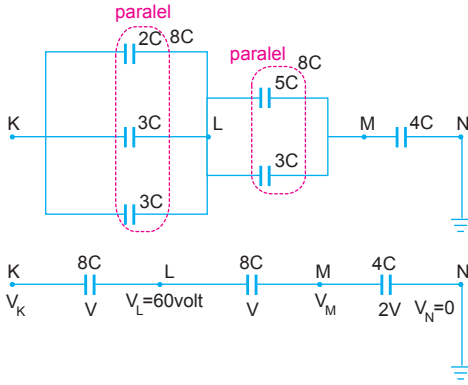 paralel
2C 8C
paralel
8C
5C
K
3C
L
M
4C
N
3C
3C
K
8C
L
8C
M
4C
N
V_K
V
V_L=60volt
V
V_M
2V
V_N=0